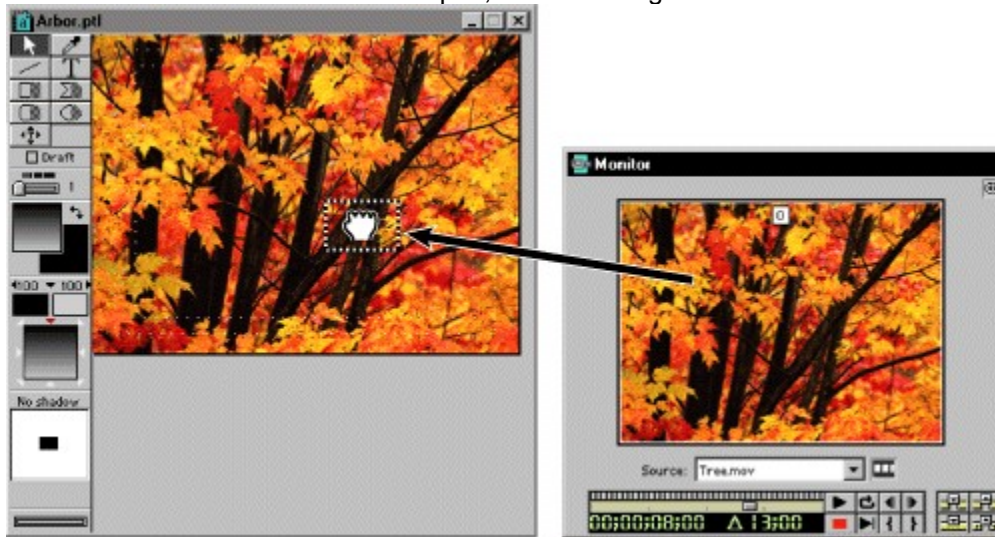 Arbor.ptl
T
Draft
1
100 100
No shadow
Monitor
0
Source: Tree.mov
00;00;08;00 Δ 13;00